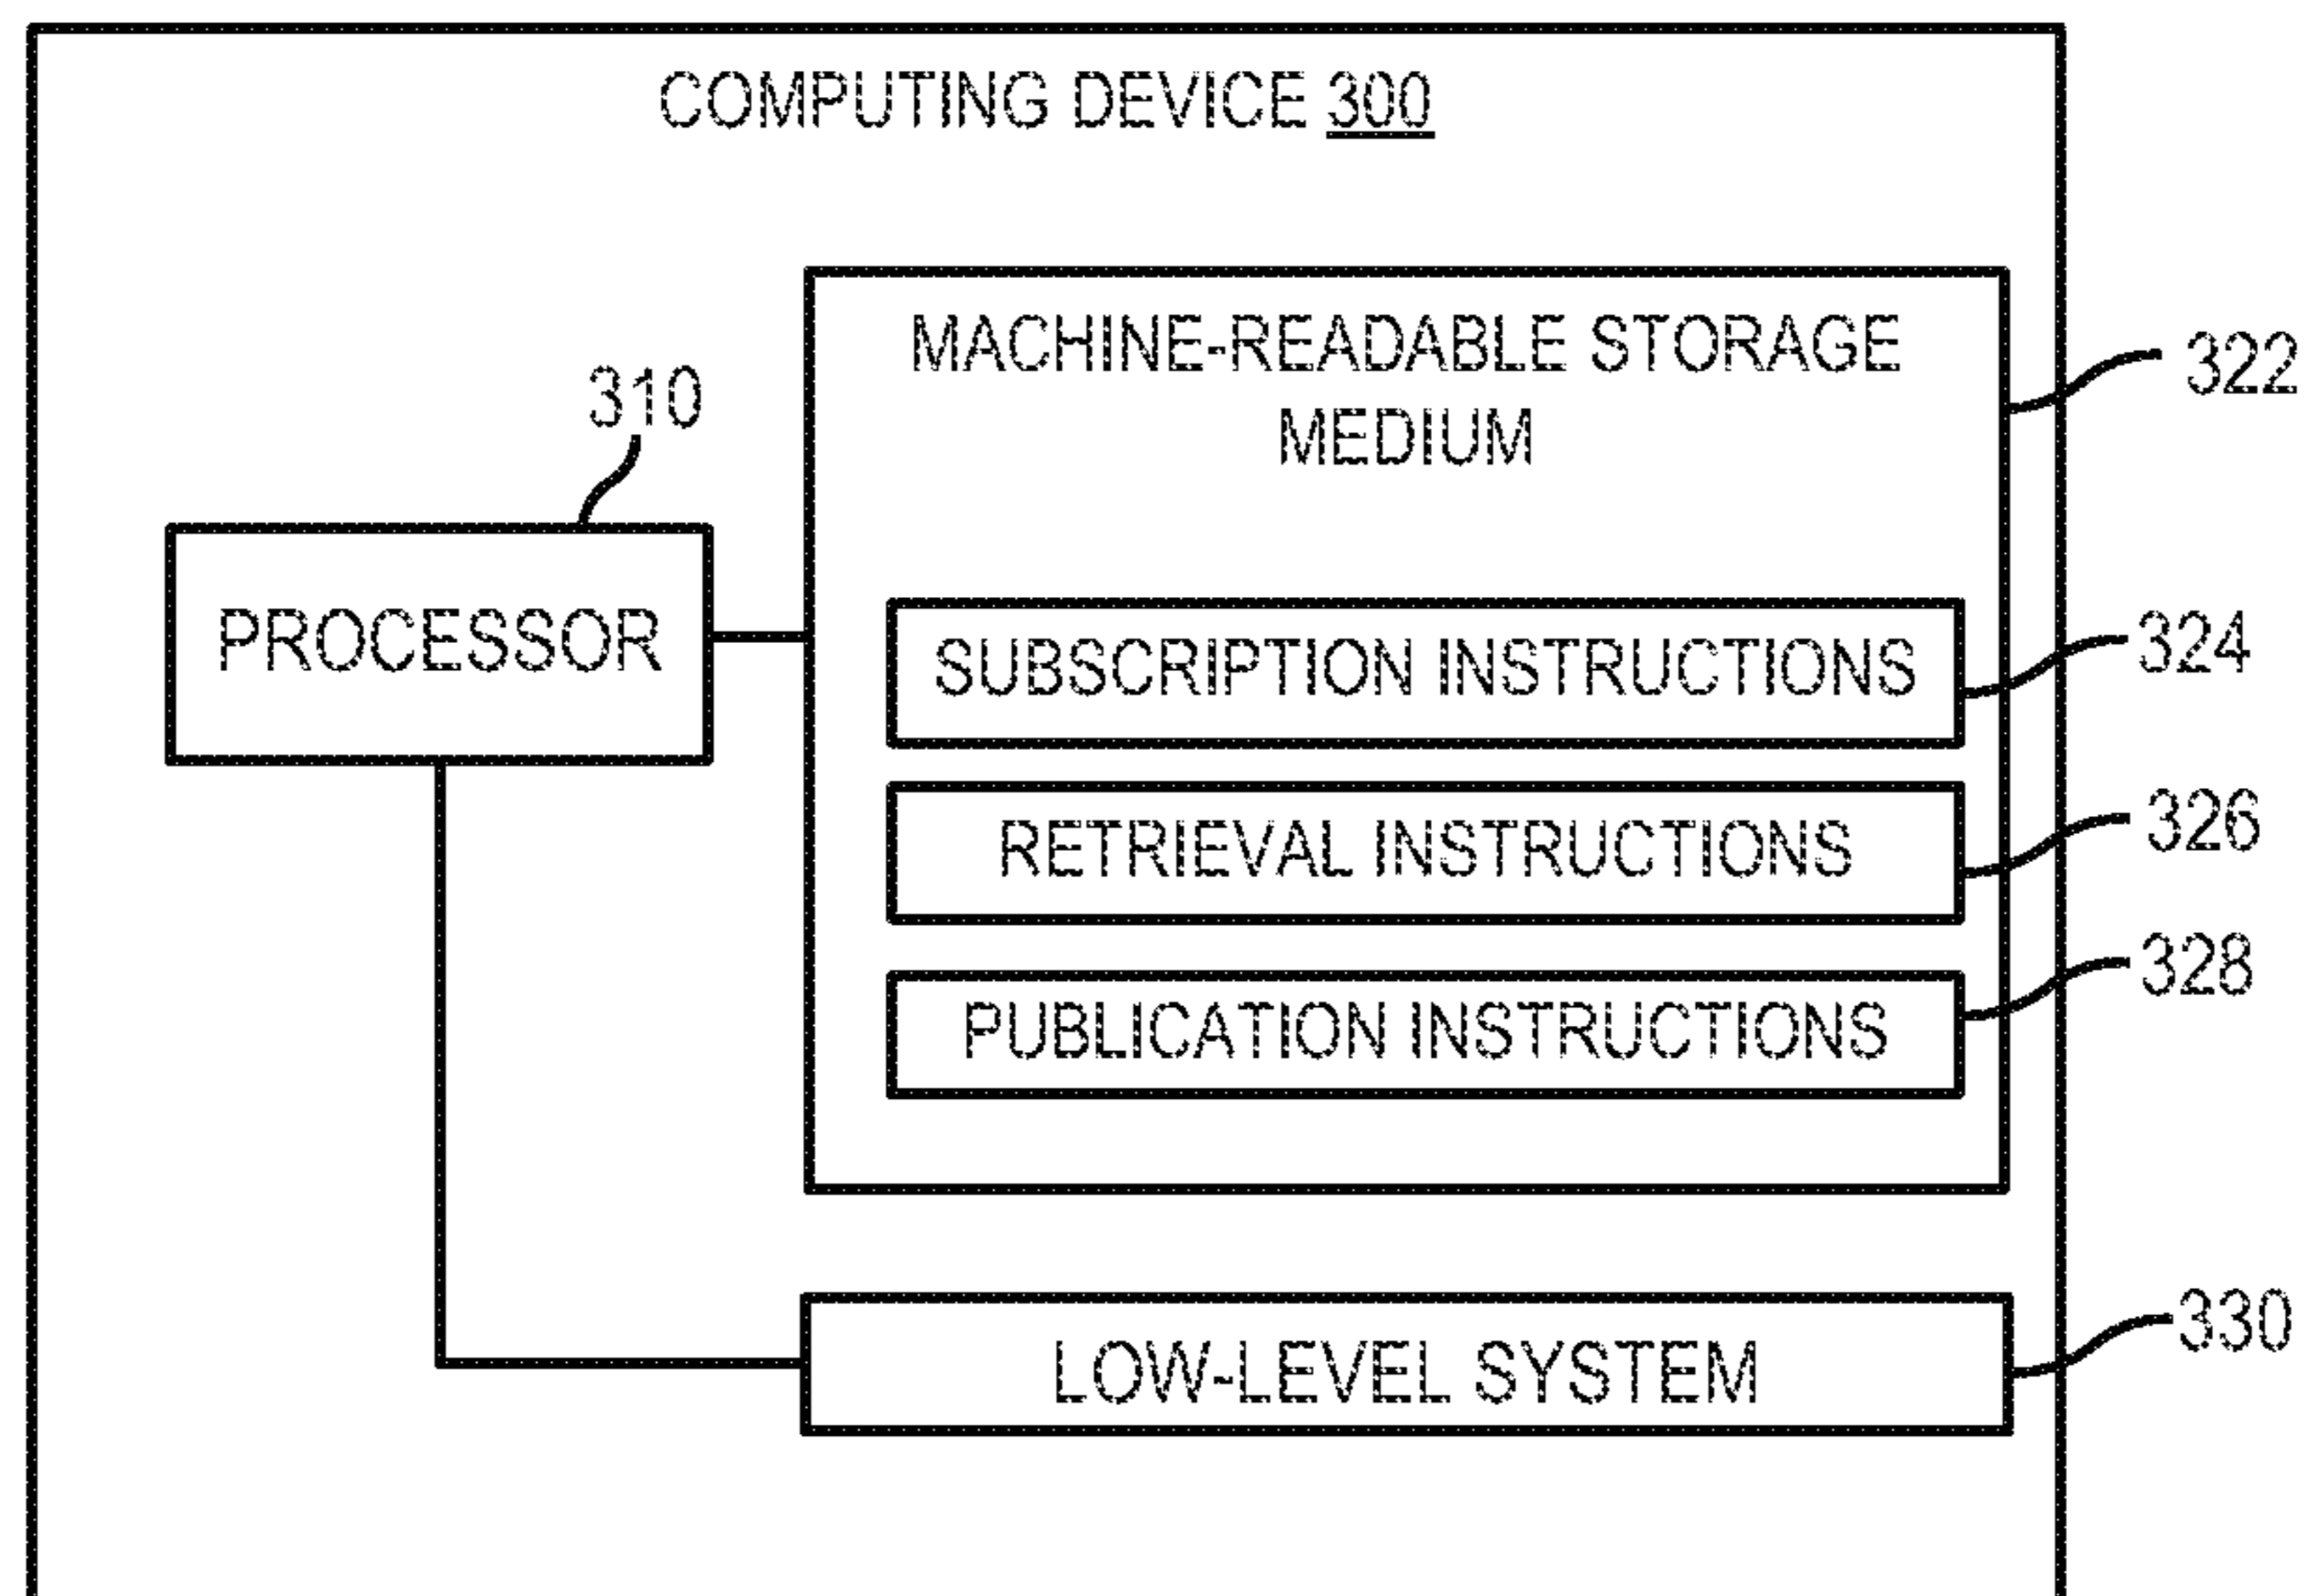 COMPUTING DEVICE 300
MACHINE-READABLE STORAGE
MEDIUM
322
310
PROCESSOR
SUBSCRIPTION INSTRUCTIONS
324
RETRIEVAL INSTRUCTIONS
326
PUBLICATION INSTRUCTIONS
328
LOW-LEVEL SYSTEM
330